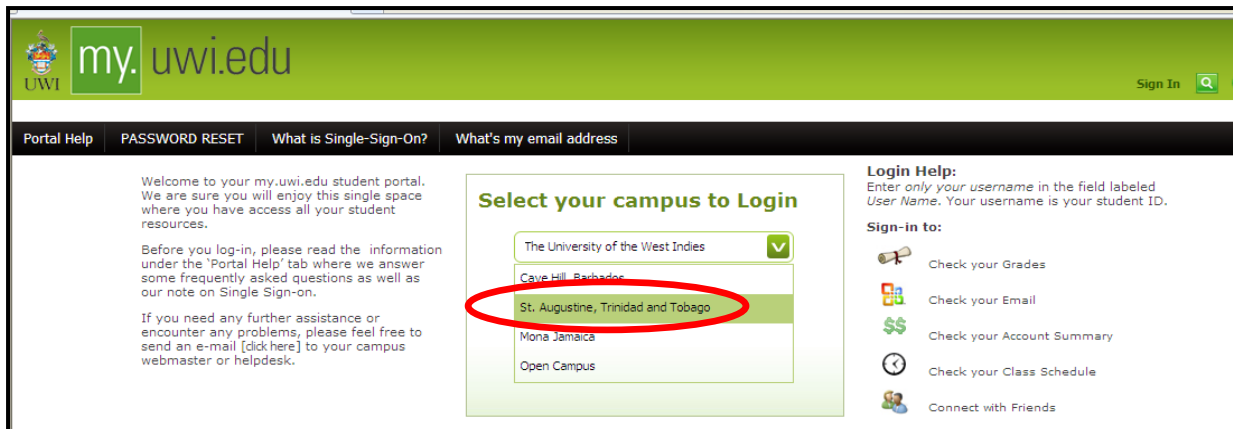 UWI
my. uwi.edu
Sign In
Portal Help PASSWORD RESET What is Single-Sign-On? What's my email address
Welcome to your my.uwi.edu student portal.
We are sure you will enjoy this single space
where you have access all your student
resources.
Before you log-in, please read the information
under the 'Portal Help' tab where we answer
some frequently asked questions as well as
our note on Single Sign-on.
If you need any further assistance or
encounter any problems, please feel free to
send an e-mail [click here] to your campus
webmaster or helpdesk.
Select your campus to Login
The University of the West Indies
Cave Hill, Barbados
St. Augustine, Trinidad and Tobago
Mona Jamaica
Open Campus
Login Help:
Enter only your username in the field labeled
User Name. Your username is your student ID.
Sign-in to:
Check your Grades
Check your Email
$$ Check your Account Summary
Check your Class Schedule
Connect with Friends